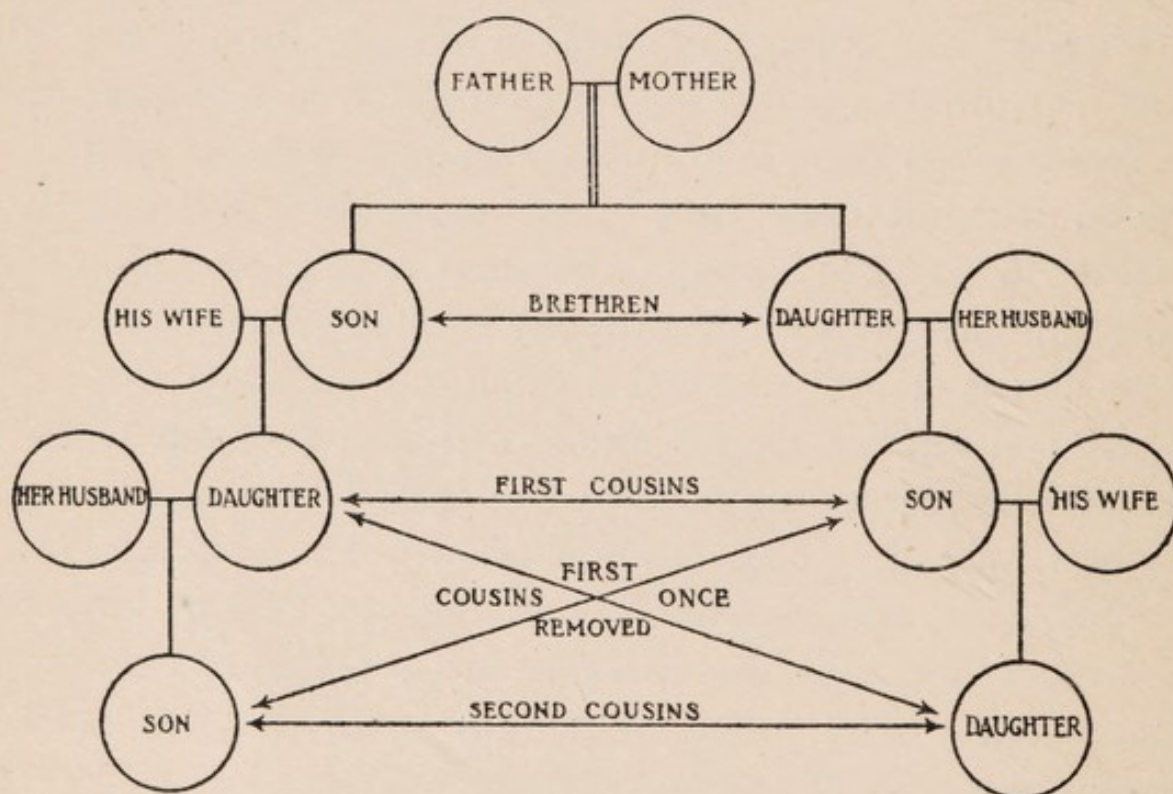 FATHER
MOTHER
HIS WIFE
SON
BRETHREN
DAUGHTER
HER HUSBAND
HER HUSBAND
DAUGHTER
FIRST COUSINS
SON
HIS WIFE
FIRST
COUSINS ONCE
REMOVED
SON
SECOND COUSINS
DAUGHTER